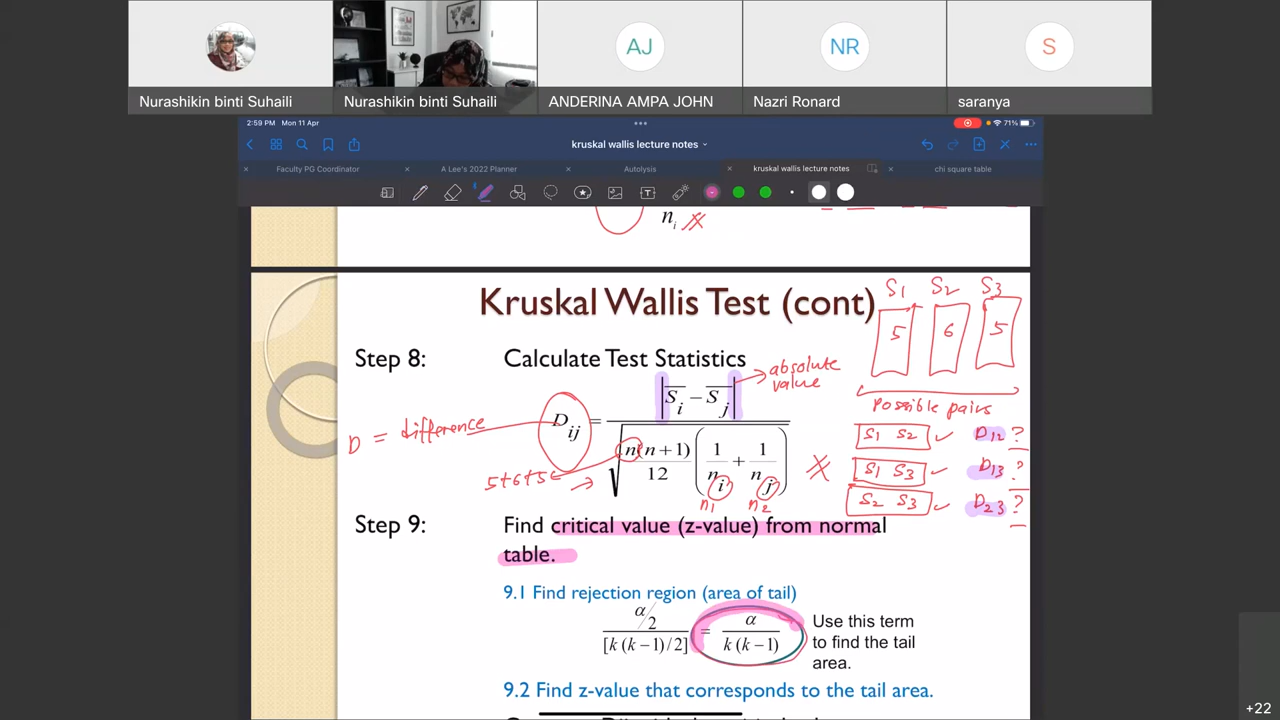 AJ
NR
S
Nurashikin binti Suhaili
Nurashikin binti Suhaili
ANDERINA AMPA JOHN
Nazri Ronard
saranya
2:59 PM Mon 11 Apr
71%
kruskal wallis lecture notes
Faculty PG Coordinator
A Lee's 2022 Planner
Autolysis
kruskal wallis lecture notes
chi square table
n_i
Kruskal Wallis Test (cont)
S1 S2 S3
5 6 5
Step 8: Calculate Test Statistics
absolute value
D = difference
D_ij = |S̄_i − S̄_j| / √( n(n+1)/12 (1/n_i + 1/n_j) )
5+6+5
n1 n2
Possible pairs
S1 S2 ✓ D12 ?
S1 S3 ✓ D13 ?
S2 S3 ✓ D23 ?
Step 9: Find critical value (z-value) from normal
table.
9.1 Find rejection region (area of tail)
α/2 / [k(k−1)/2] = α / k(k−1)
Use this term
to find the tail
area.
9.2 Find z-value that corresponds to the tail area.
+22